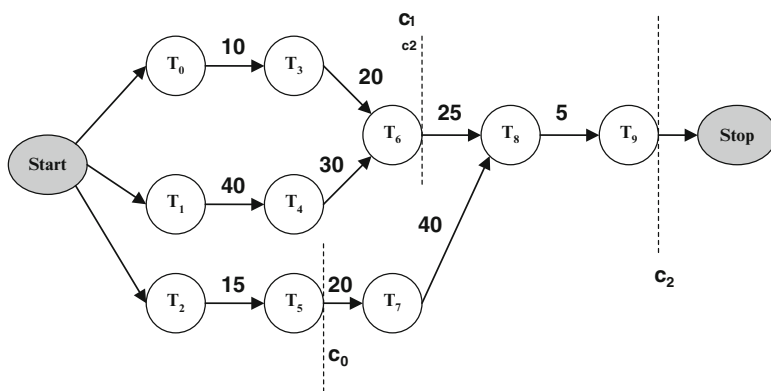 c₁
c2
10
T₀
T₃
20
25
5
T₆
T₈
T₉
Stop
Start
30
40
T₁
T₄
40
15
20
T₂
T₅
T₇
c₂
c₀